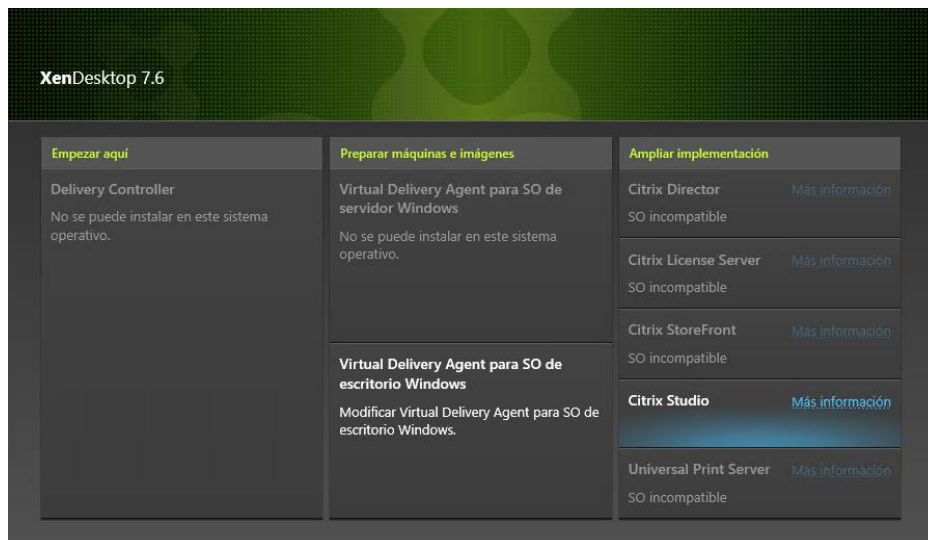 XenDesktop 7.6
Empezar aquí
Delivery Controller
No se puede instalar en este sistema
operativo.
Preparar máquinas e imágenes
Virtual Delivery Agent para SO de
servidor Windows
No se puede instalar en este sistema
operativo.
Virtual Delivery Agent para SO de
escritorio Windows
Modificar Virtual Delivery Agent para SO de
escritorio Windows.
Ampliar implementación
Citrix Director Más información
SO incompatible
Citrix License Server Más información
SO incompatible
Citrix StoreFront Más información
SO incompatible
Citrix Studio Más información
Universal Print Server Más información
SO incompatible